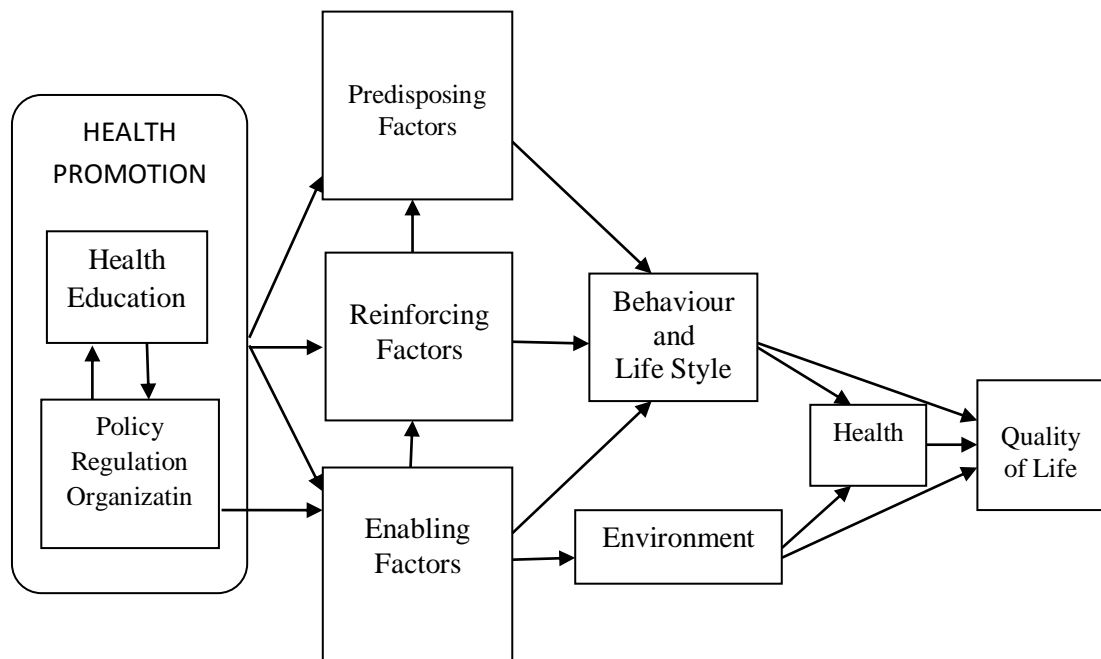 HEALTH
PROMOTION
Health
Education
Policy
Regulation
Organizatin
Predisposing
Factors
Reinforcing
Factors
Enabling
Factors
Behaviour
and
Life Style
Environment
Health
Quality
of Life